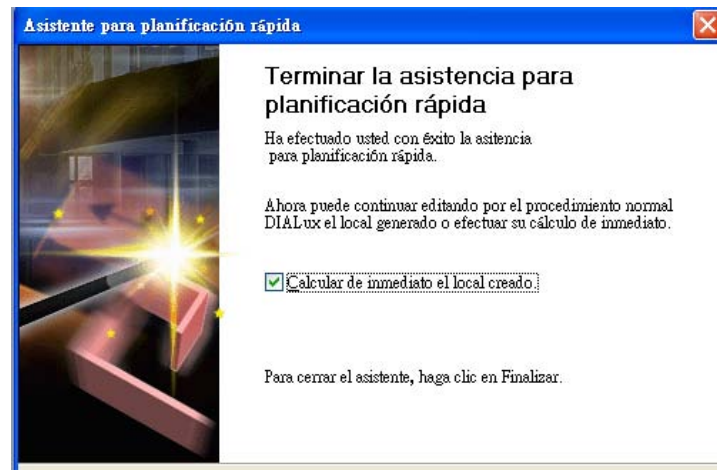 Asistente para planificación rápida
Terminar la asistencia para
planificación rápida
Ha efectuado usted con éxito la asitencia
para planificación rápida.
Ahora puede continuar editando por el procedimiento normal
DIALux el local generado o efectuar su cálculo de inmediato.
Calcular de inmediato el local creado.
Para cerrar el asistente, haga clic en Finalizar.